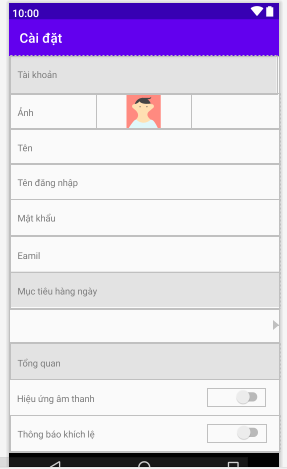 10:00
Cài đặt
Tài khoản
Ảnh
Tên
Tên đăng nhập
Mật khẩu
Eamil
Mục tiêu hàng ngày
Tổng quan
Hiệu ứng âm thanh
Thông báo khích lệ